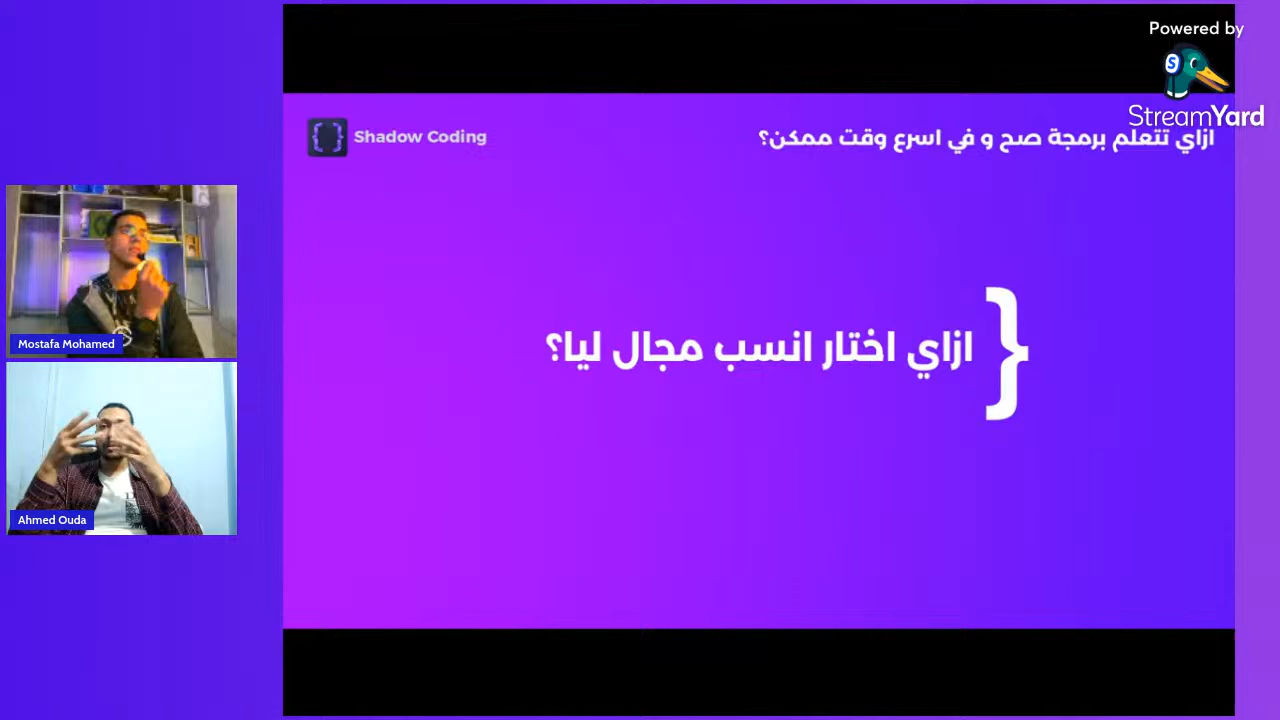 Powered by
StreamYard
Shadow Coding
ازاي تتعلم برمجة صح و في اسرع وقت ممكن؟
ازاي اختار انسب مجال ليا؟
Mostafa Mohamed
Ahmed Ouda